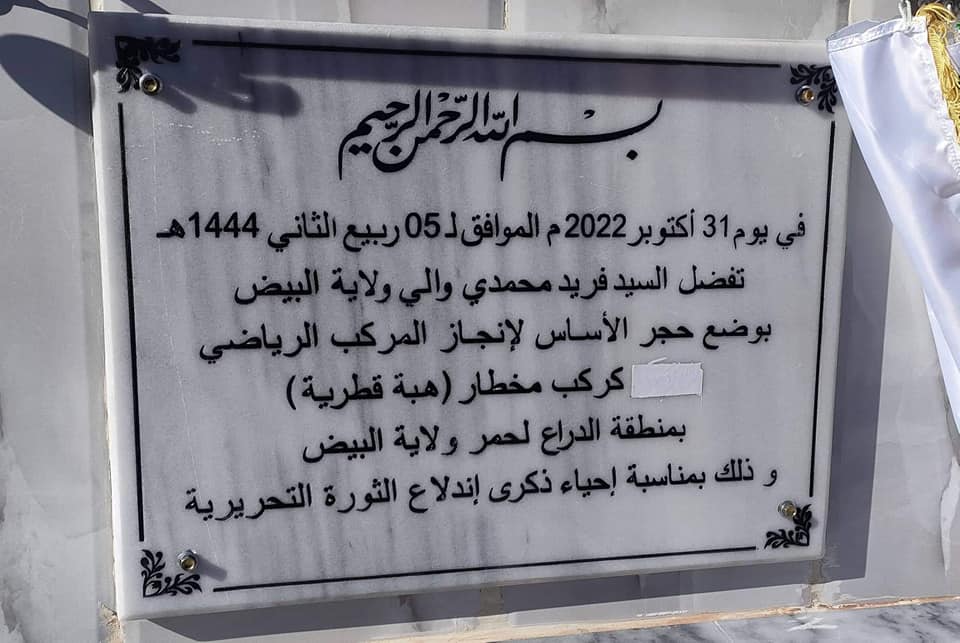 بسم الله الرحمن الرحيم
في يوم 31 أكتوبر 2022 م الموافق لـ 05 ربيع الثاني 1444هـ
تفضل السيد فريد محمدي والي ولاية البيض
بوضع حجر الأساس لإنجاز المركب الرياضي
كركب مخطار (هبة قطرية)
بمنطقة الدراع لحمر ولاية البيض
و ذلك بمناسبة إحياء ذكرى إندلاع الثورة التحريرية